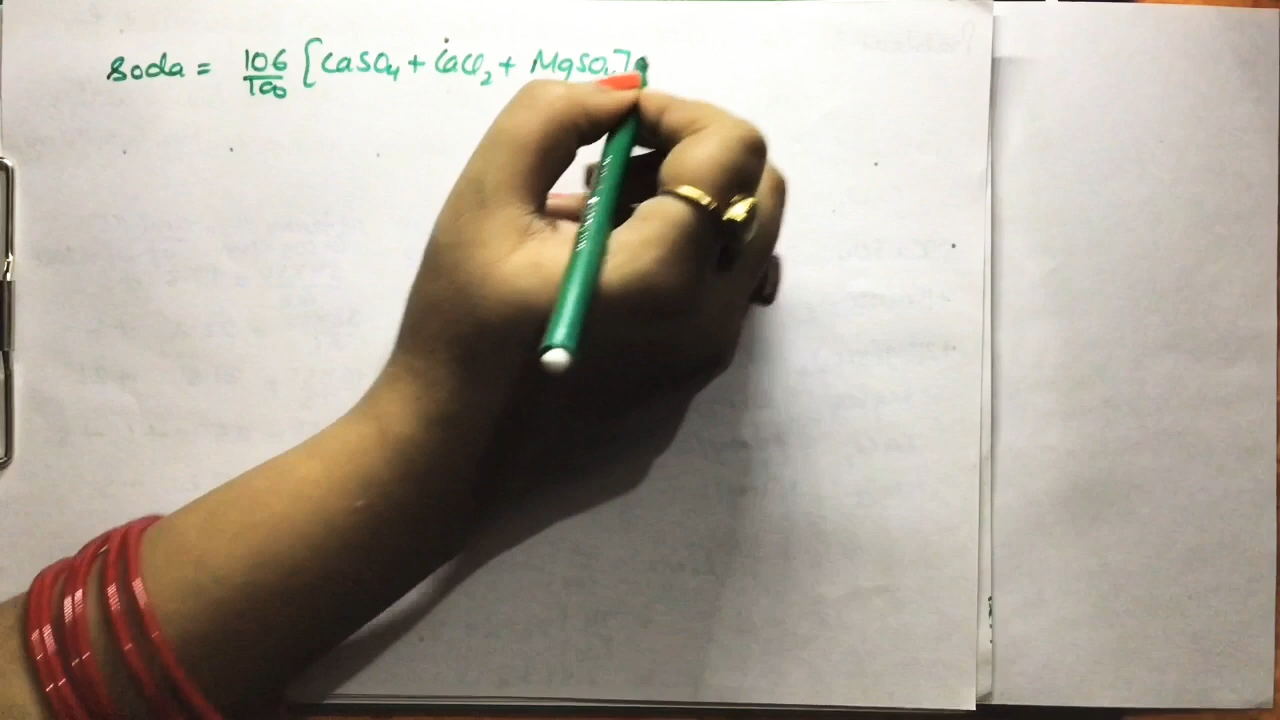 Soda = 106/100 [CaSO4 + CaCl2 + MgSO4]